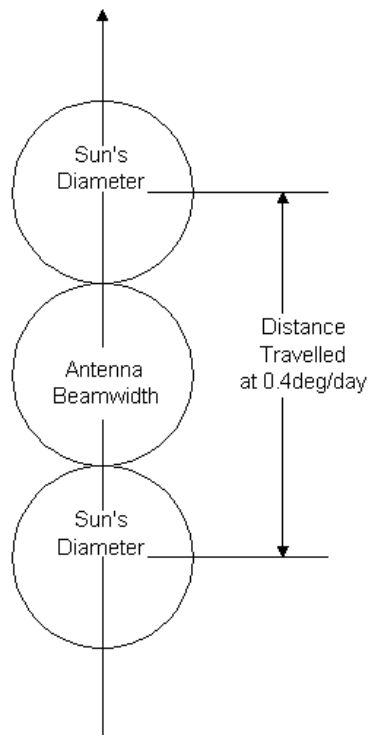 Sun's
Diameter
Antenna
Beamwidth
Distance
Travelled
at 0.4deg/day
Sun's
Diameter